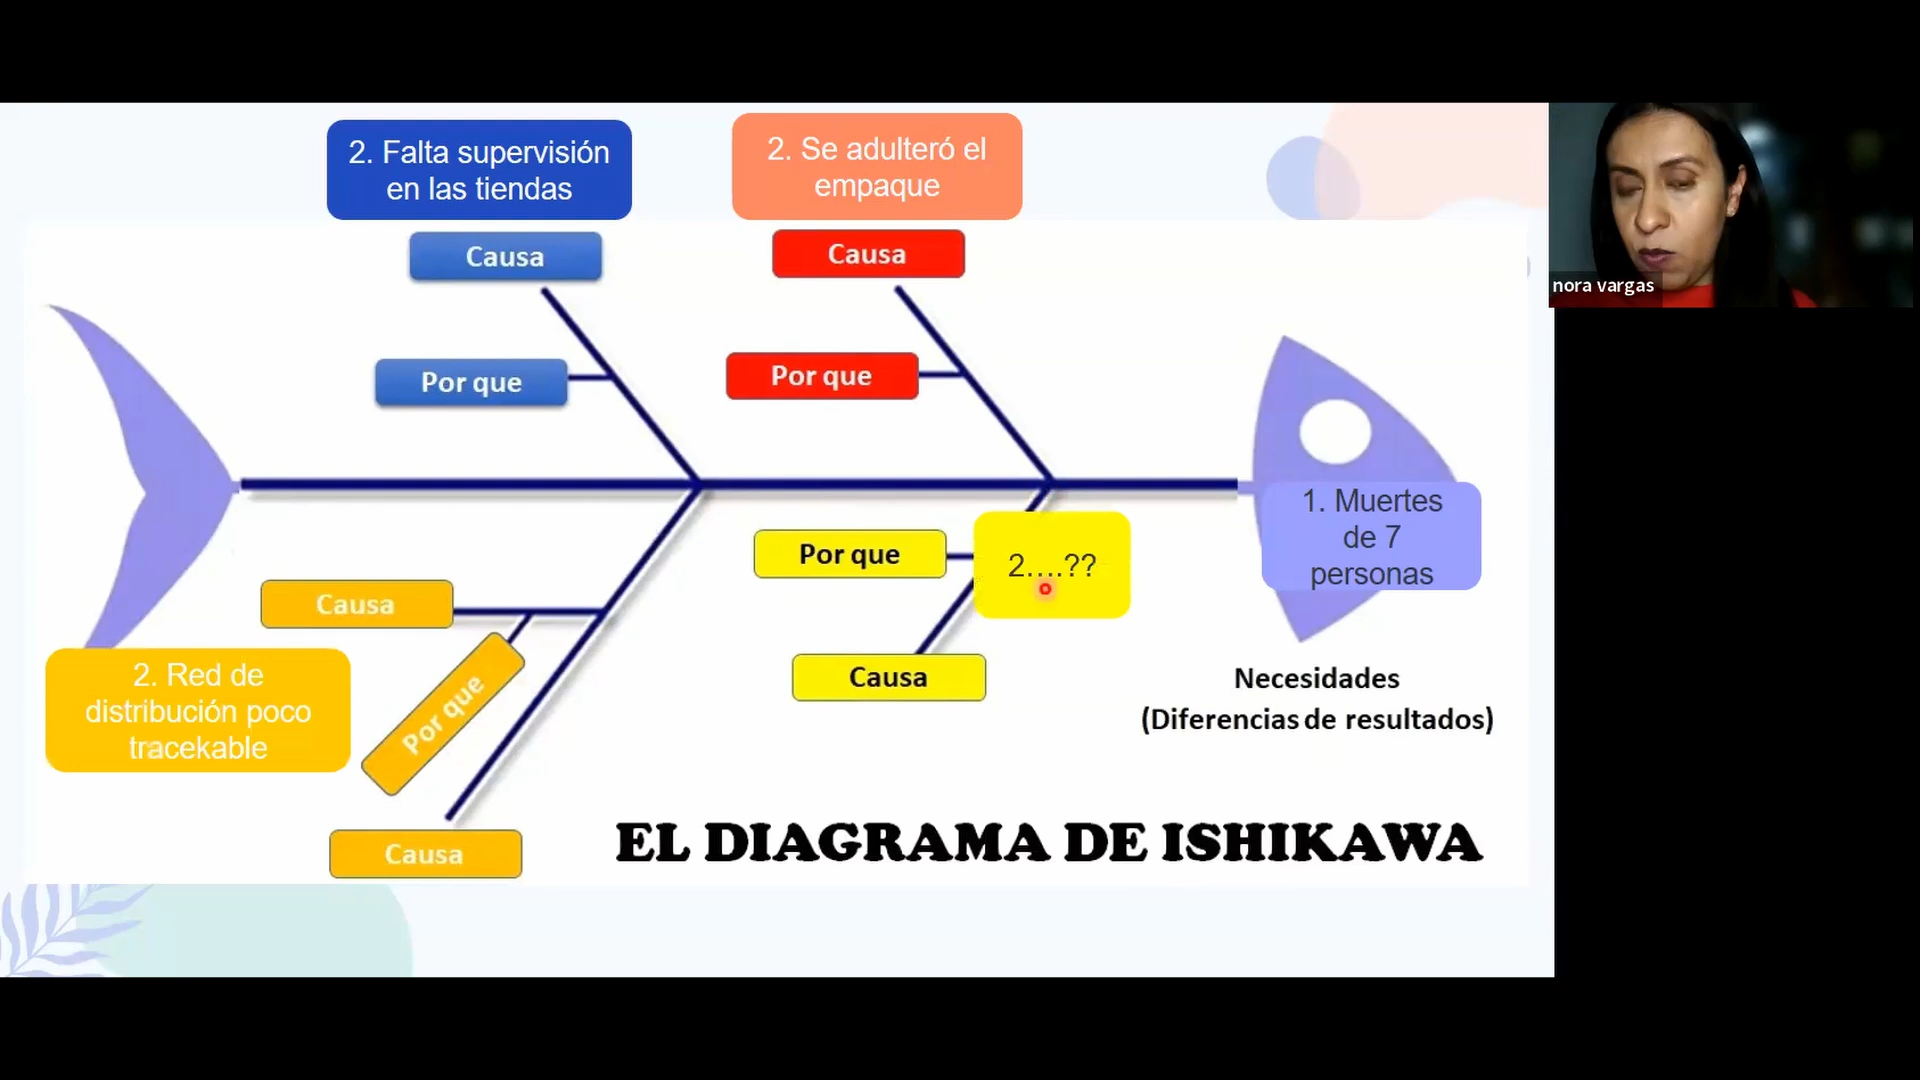 2. Falta supervisión
en las tiendas
2. Se adulteró el
empaque
Causa
Causa
nora vargas
Por que
Por que
1. Muertes
de 7
personas
Por que
2....??
Causa
2. Red de
distribución poco
tracekable
Por que
Causa
Necesidades
(Diferencias de resultados)
Causa
EL DIAGRAMA DE ISHIKAWA